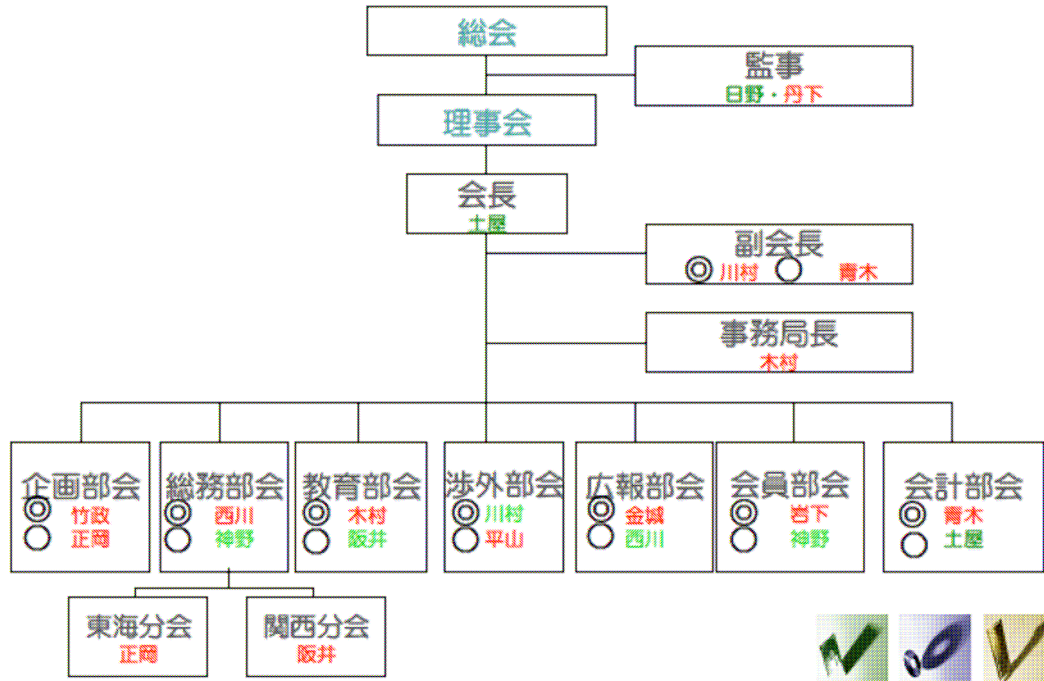 総会
監事
日野・丹下
理事会
会長
土屋
副会長
◎川村 ○ 青木
事務局長
木村
企画部会
◎ 竹政
○ 正岡
総務部会
◎ 西川
○ 神野
教育部会
◎ 木村
○ 阪井
渉外部会
◎ 川村
○ 平山
広報部会
◎ 金城
○ 西川
会員部会
◎ 岩下
○ 神野
会計部会
◎ 青木
○ 土屋
東海分会
正岡
関西分会
阪井